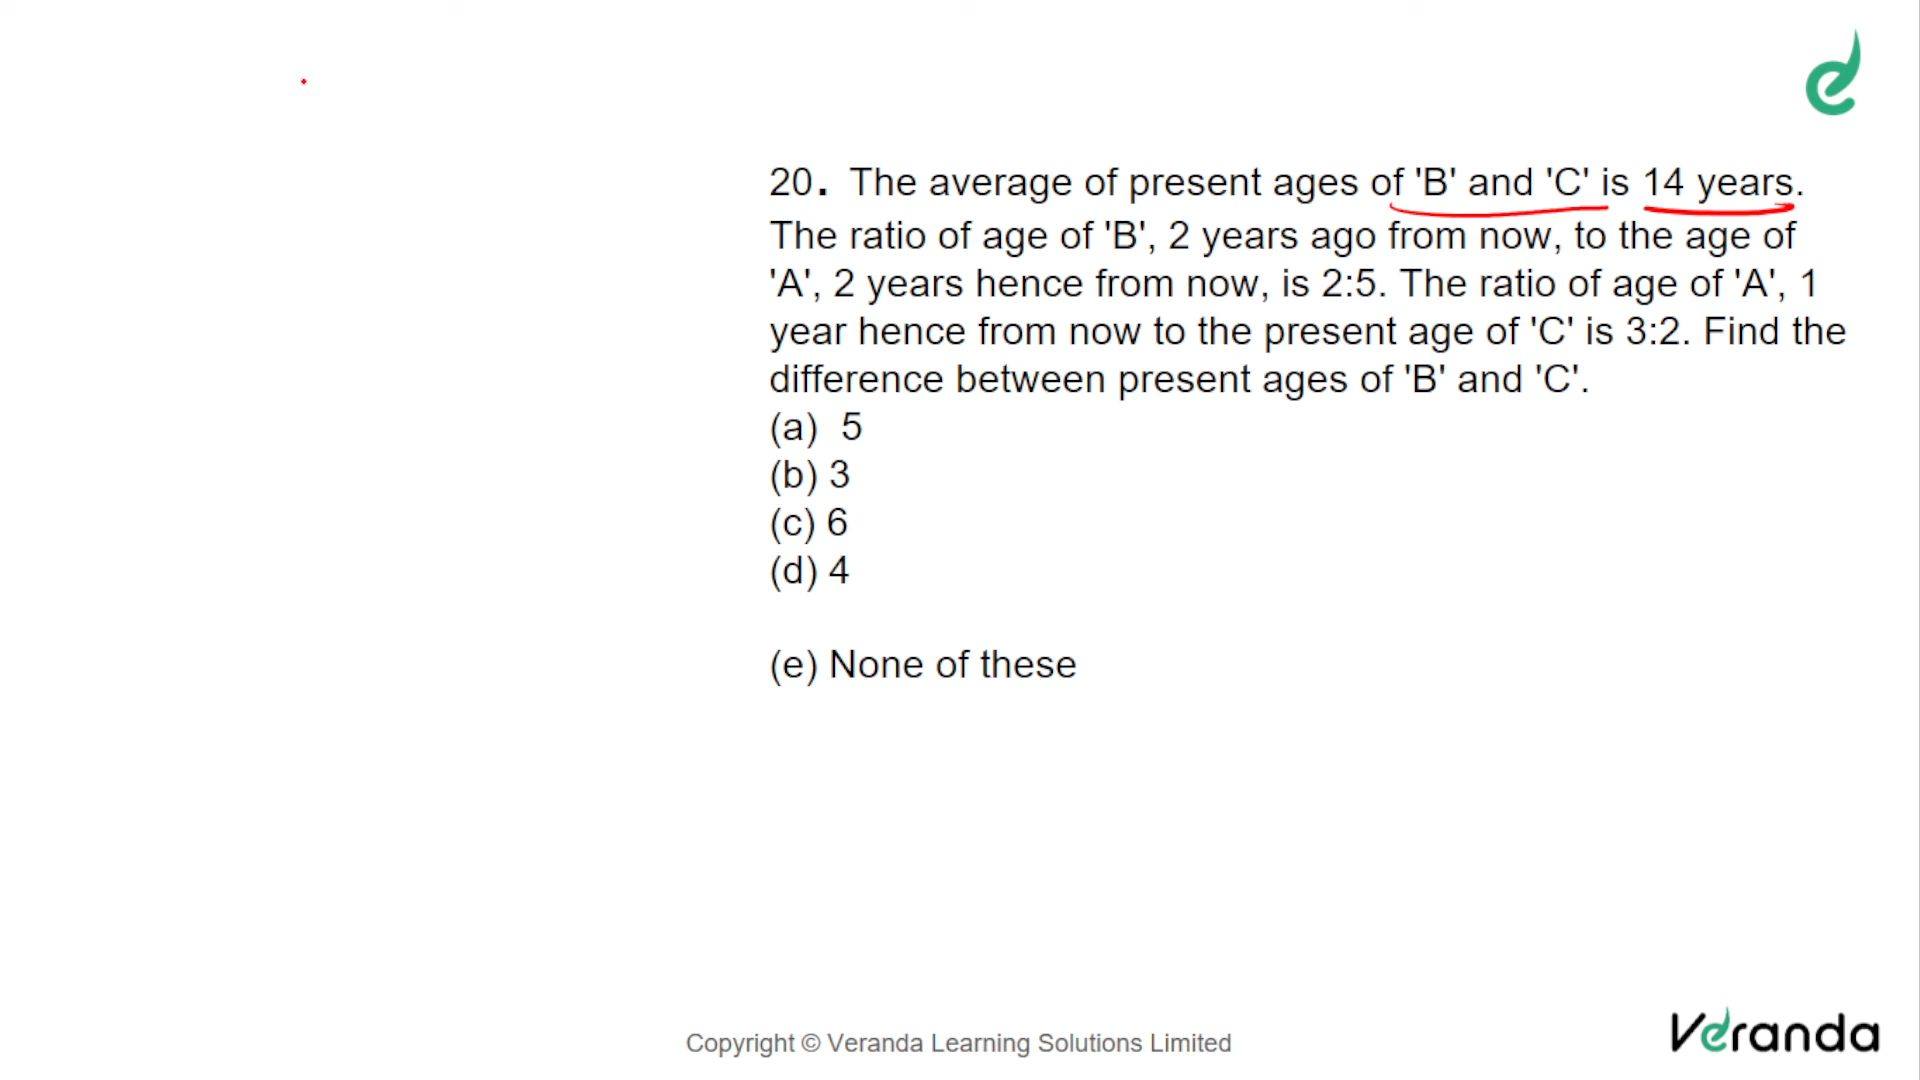 20. The average of present ages of 'B' and 'C' is 14 years.
The ratio of age of 'B', 2 years ago from now, to the age of
'A', 2 years hence from now, is 2:5. The ratio of age of 'A', 1
year hence from now to the present age of 'C' is 3:2. Find the
difference between present ages of 'B' and 'C'.
(a) 5
(b) 3
(c) 6
(d) 4
(e) None of these
Copyright © Veranda Learning Solutions Limited
Veranda